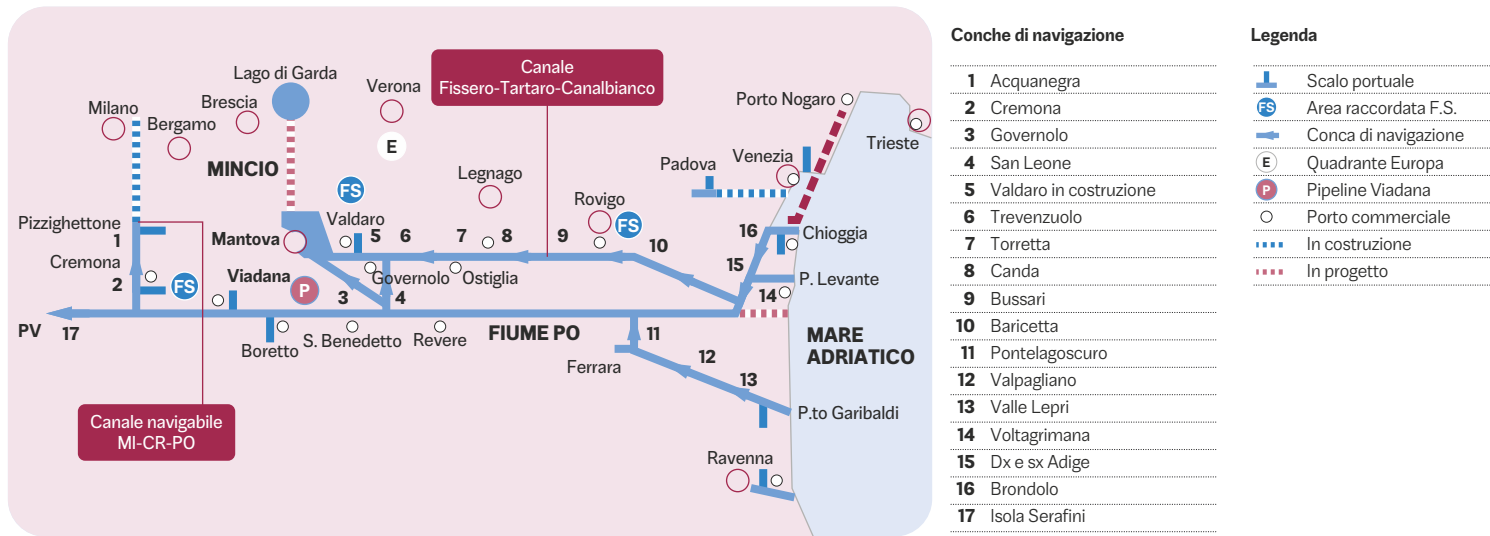 Lago di Garda
Milano
Brescia
Bergamo
Verona
Canale
Fissero-Tartaro-Canalbianco
Porto Nogaro
Trieste
E
MINCIO
FS
Legnago
Padova
Venezia
Rovigo
FS
Pizzighettone
1
Cremona
2
FS
Mantova
Valdaro
5
6
7
8
9
10
16
Chioggia
15
P. Levante
14
Viadana
P
Governolo
Ostiglia
3
4
PV
17
Boretto
S. Benedetto
Revere
FIUME PO
11
Ferrara
12
13
P.to Garibaldi
MARE
ADRIATICO
Canale navigabile
MI-CR-PO
Ravenna
Conche di navigazione
1 Acquanegra
2 Cremona
3 Governolo
4 San Leone
5 Valdaro in costruzione
6 Trevenzuolo
7 Torretta
8 Canda
9 Bussari
10 Baricetta
11 Pontelagoscuro
12 Valpagliano
13 Valle Lepri
14 Voltagrimana
15 Dx e sx Adige
16 Brondolo
17 Isola Serafini
Legenda
Scalo portuale
FS Area raccordata F.S.
Conca di navigazione
E Quadrante Europa
P Pipeline Viadana
Porto commerciale
In costruzione
In progetto